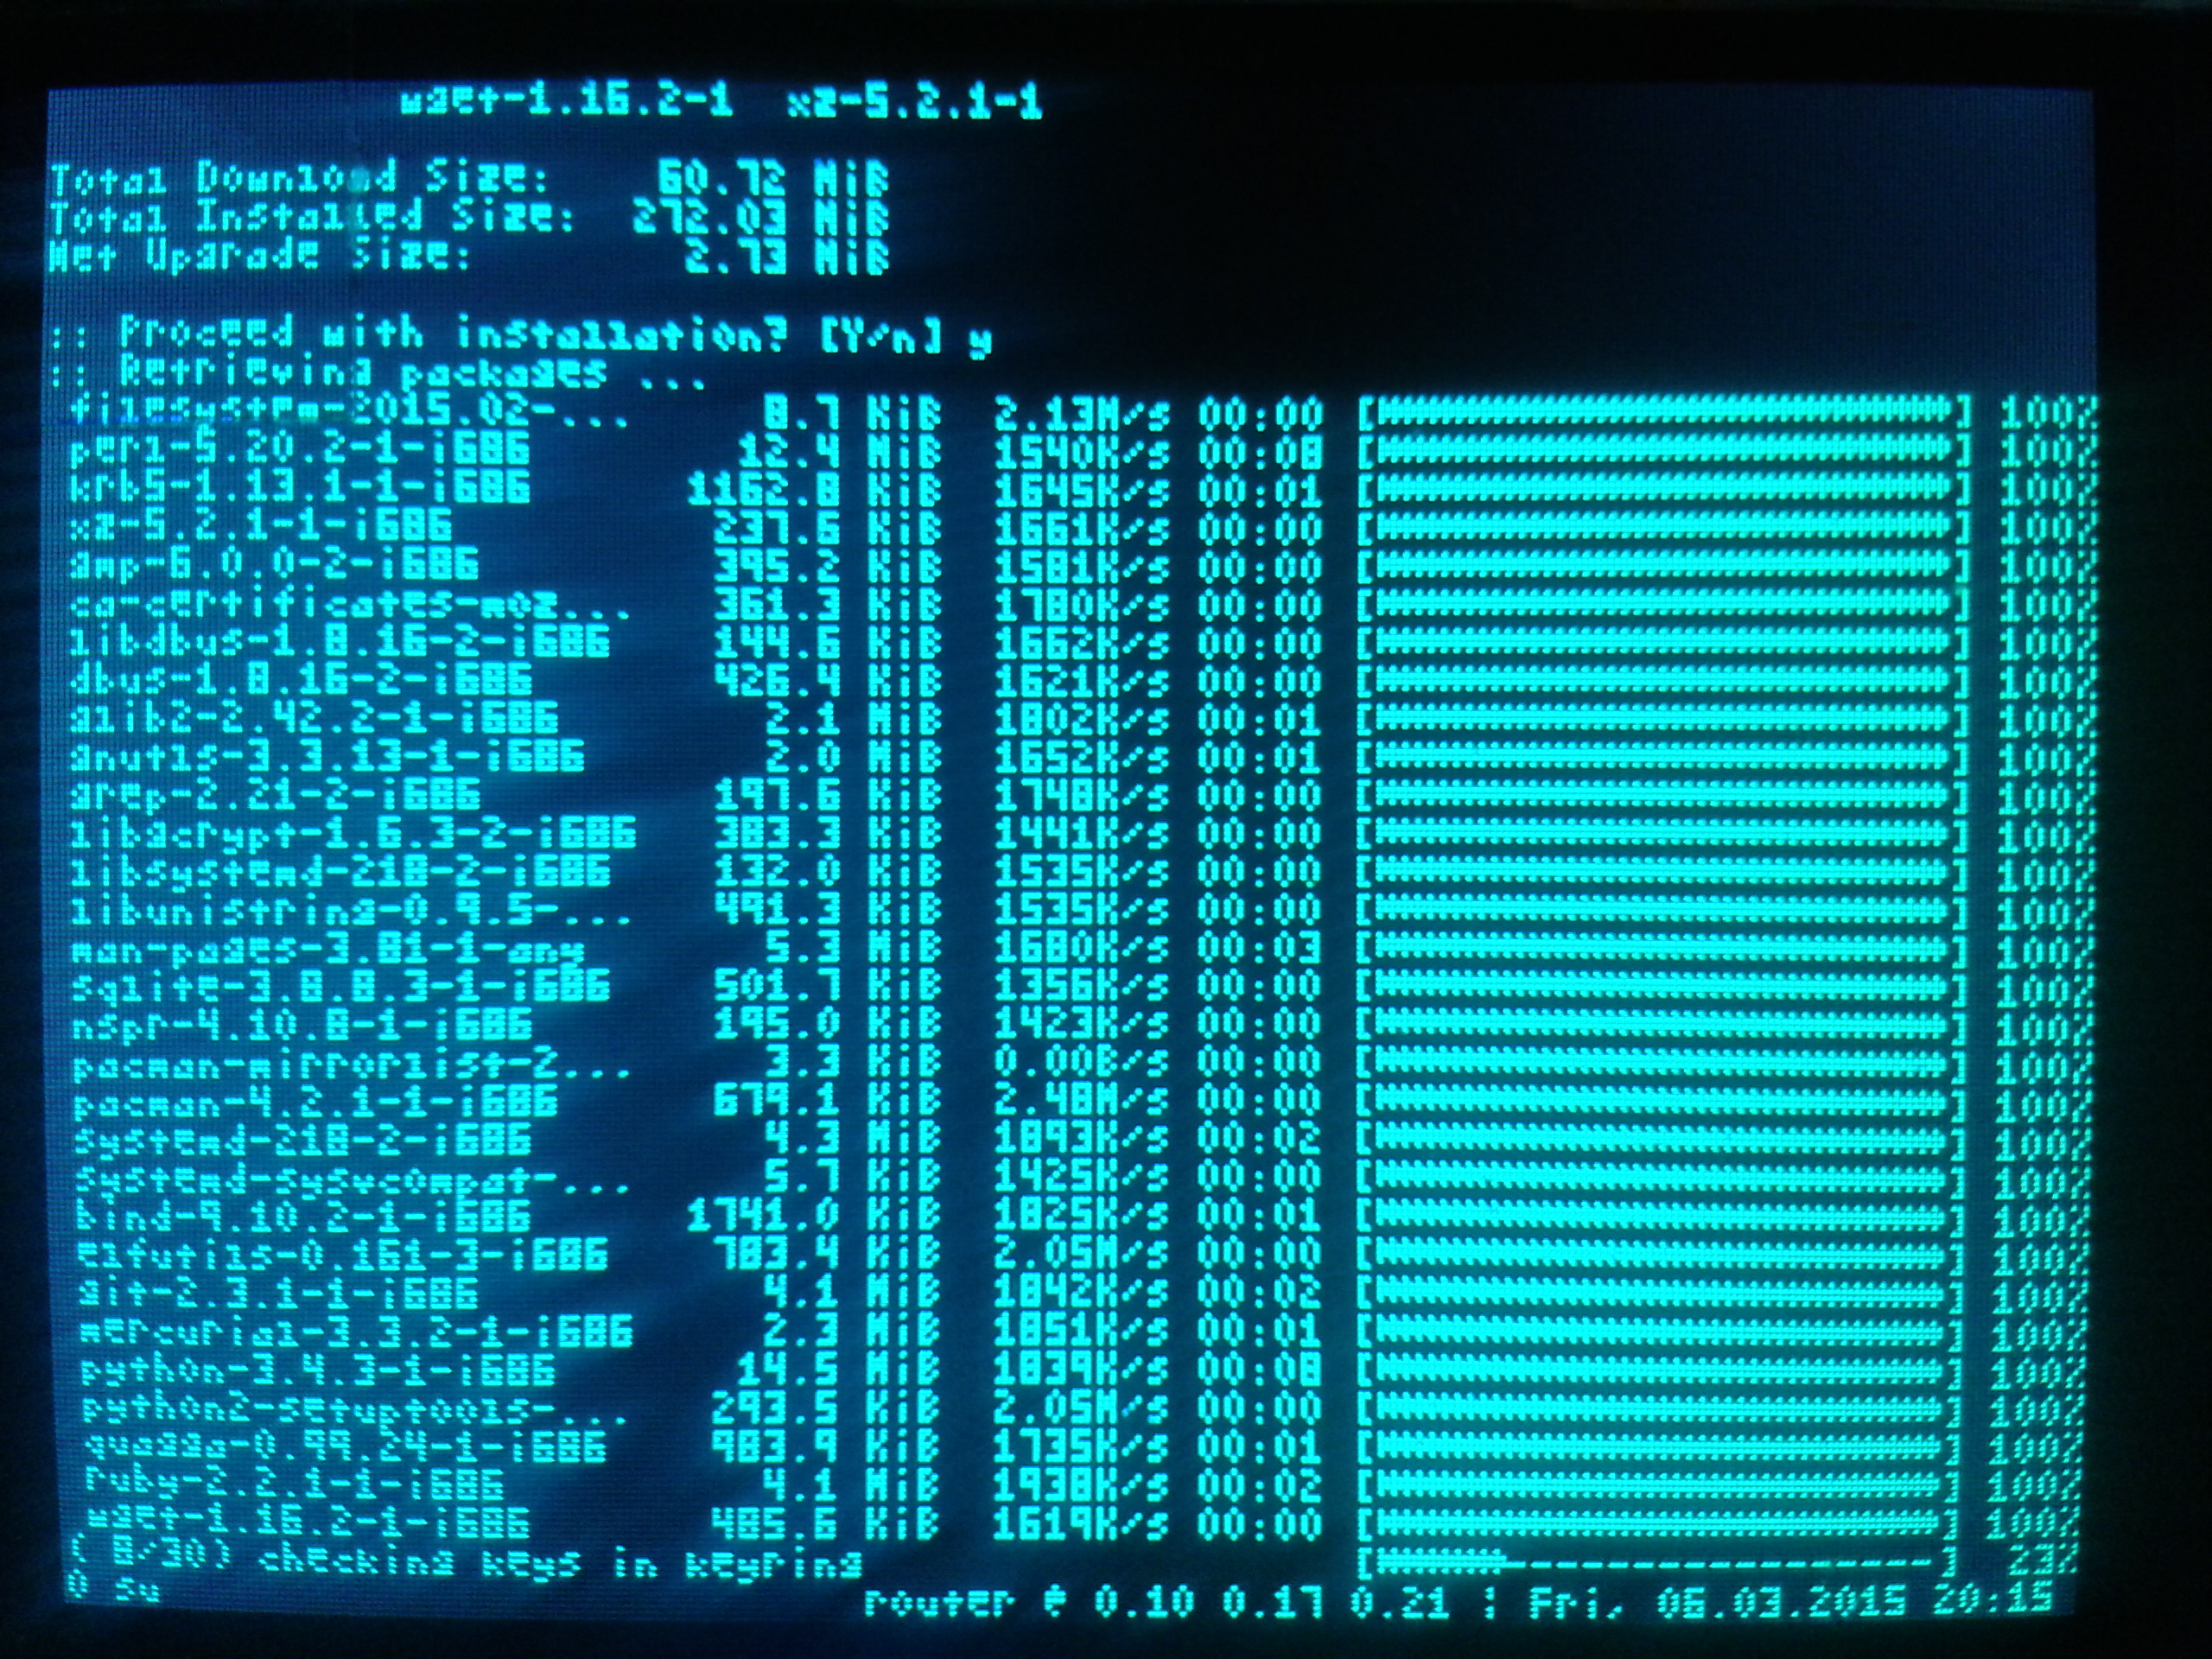 wget-1.16.2-1  xz-5.2.1-1
Total Download Size:    60.72 MiB
Total Installed Size:  272.03 MiB
Net Upgrade Size:        2.73 MiB
:: Proceed with installation? [Y/n] y
:: Retrieving packages ...
filesystem-2015.02-...     8.7 KiB  2.13M/s 00:00 [######################] 100%
perl-5.20.2-1-i686        12.4 MiB  1540K/s 00:08 [######################] 100%
krb5-1.13.1-1-i686      1162.8 KiB  1645K/s 00:01 [######################] 100%
xz-5.2.1-1-i686          237.6 KiB  1661K/s 00:00 [######################] 100%
gmp-6.0.0-2-i686         395.2 KiB  1581K/s 00:00 [######################] 100%
ca-certificates-moz...   361.3 KiB  1780K/s 00:00 [######################] 100%
libdbus-1.8.16-2-i686    144.6 KiB  1662K/s 00:00 [######################] 100%
dbus-1.8.16-2-i686       426.4 KiB  1621K/s 00:00 [######################] 100%
glib2-2.42.2-1-i686        2.1 MiB  1802K/s 00:01 [######################] 100%
gnutls-3.3.13-1-i686       2.0 MiB  1652K/s 00:01 [######################] 100%
grep-2.21-2-i686         197.6 KiB  1748K/s 00:00 [######################] 100%
libgcrypt-1.6.3-2-i686   383.3 KiB  1441K/s 00:00 [######################] 100%
libsystemd-218-2-i686    132.0 KiB  1535K/s 00:00 [######################] 100%
libunistring-0.9.5-...   491.3 KiB  1535K/s 00:00 [######################] 100%
man-pages-3.81-1-any       5.3 MiB  1680K/s 00:03 [######################] 100%
sqlite-3.8.8.3-1-i686    501.7 KiB  1356K/s 00:00 [######################] 100%
nspr-4.10.8-1-i686       195.0 KiB  1423K/s 00:00 [######################] 100%
pacman-mirrorlist-2...     3.3 KiB  0.00B/s 00:00 [######################] 100%
pacman-4.2.1-1-i686      679.1 KiB  2.48M/s 00:00 [######################] 100%
systemd-218-2-i686         4.3 MiB  1893K/s 00:02 [######################] 100%
systemd-sysvcompat-...     5.7 KiB  1425K/s 00:00 [######################] 100%
bind-9.10.2-1-i686      1741.0 KiB  1825K/s 00:01 [######################] 100%
elfutils-0.161-3-i686    783.4 KiB  2.05M/s 00:00 [######################] 100%
git-2.3.1-1-i686           4.1 MiB  1842K/s 00:02 [######################] 100%
mercurial-3.3.2-1-i686     2.3 MiB  1851K/s 00:01 [######################] 100%
python-3.4.3-1-i686       14.5 MiB  1839K/s 00:08 [######################] 100%
python2-setuptools-...   293.5 KiB  2.05M/s 00:00 [######################] 100%
quagga-0.99.24-1-i686    983.9 KiB  1735K/s 00:01 [######################] 100%
ruby-2.2.1-1-i686          4.1 MiB  1938K/s 00:02 [######################] 100%
wget-1.16.2-1-i686       485.6 KiB  1619K/s 00:00 [######################] 100%
( 8/30) checking keys in keyring                  [#####-----------------]  23%
0 su                           router @ 0.10 0.17 0.21 | Fri, 06.03.2015 20:15